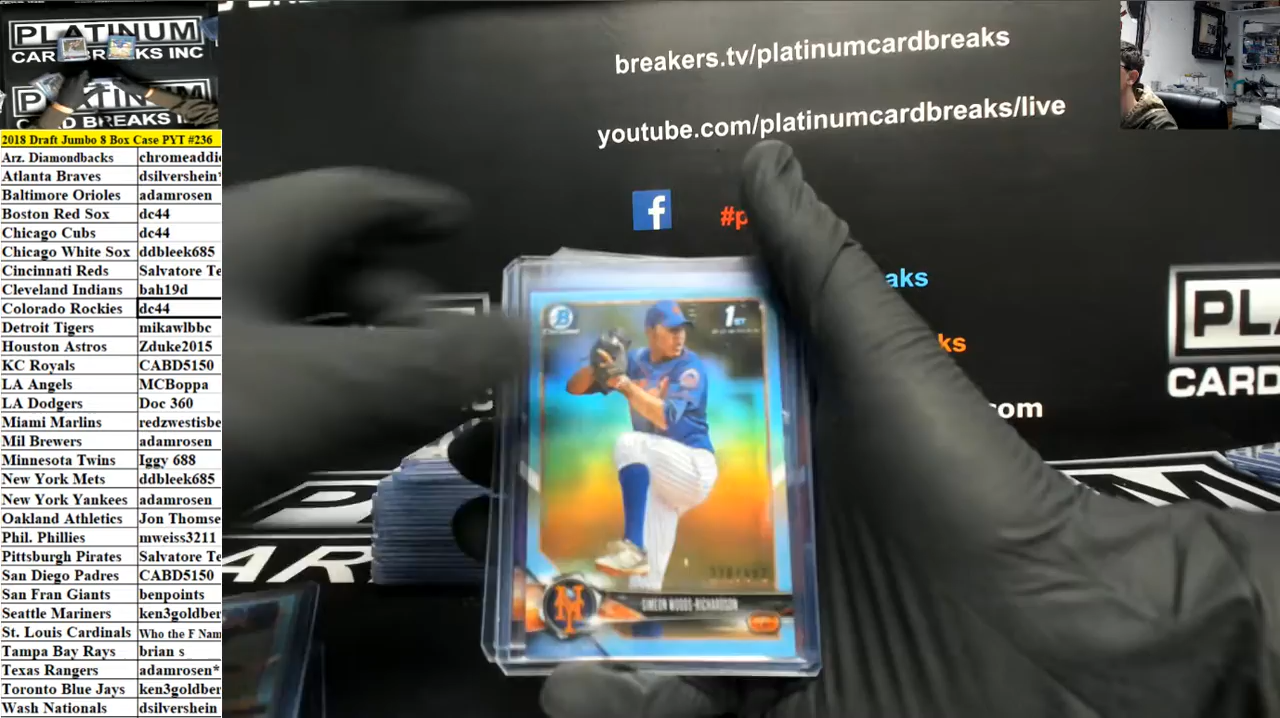 PLATINUM
CARD BREAKS INC
PLATINUM
CARD BREAKS INC
2018 Draft Jumbo 8 Box Case PYT #236
Arz. Diamondbacks chromeaddi
Atlanta Braves dsilvershein*
Baltimore Orioles adamrosen
Boston Red Sox dc44
Chicago Cubs dc44
Chicago White Sox ddbleek685
Cincinnati Reds Salvatore Te
Cleveland Indians bah19d
Colorado Rockies dc44
Detroit Tigers mikawlbbc
Houston Astros Zduke2015
KC Royals CABD5150
LA Angels MCBoppa
LA Dodgers Doc 360
Miami Marlins redzwestisbe
Mil Brewers adamrosen
Minnesota Twins Iggy 688
New York Mets ddbleek685
New York Yankees adamrosen
Oakland Athletics Jon Thomse
Phil. Phillies mweiss3211
Pittsburgh Pirates Salvatore Te
San Diego Padres CABD5150
San Fran Giants benpoints
Seattle Mariners ken3goldber
St. Louis Cardinals Who the F Nam
Tampa Bay Rays brian s
Texas Rangers adamrosen*
Toronto Blue Jays ken3goldber
Wash Nationals dsilvershein
breakers.tv/platinumcardbreaks
youtube.com/platinumcardbreaks/live
f
#p
aks
ks
com
PL
CARD
B
1ST
SIMEON WOODS-RICHARDSON
NY